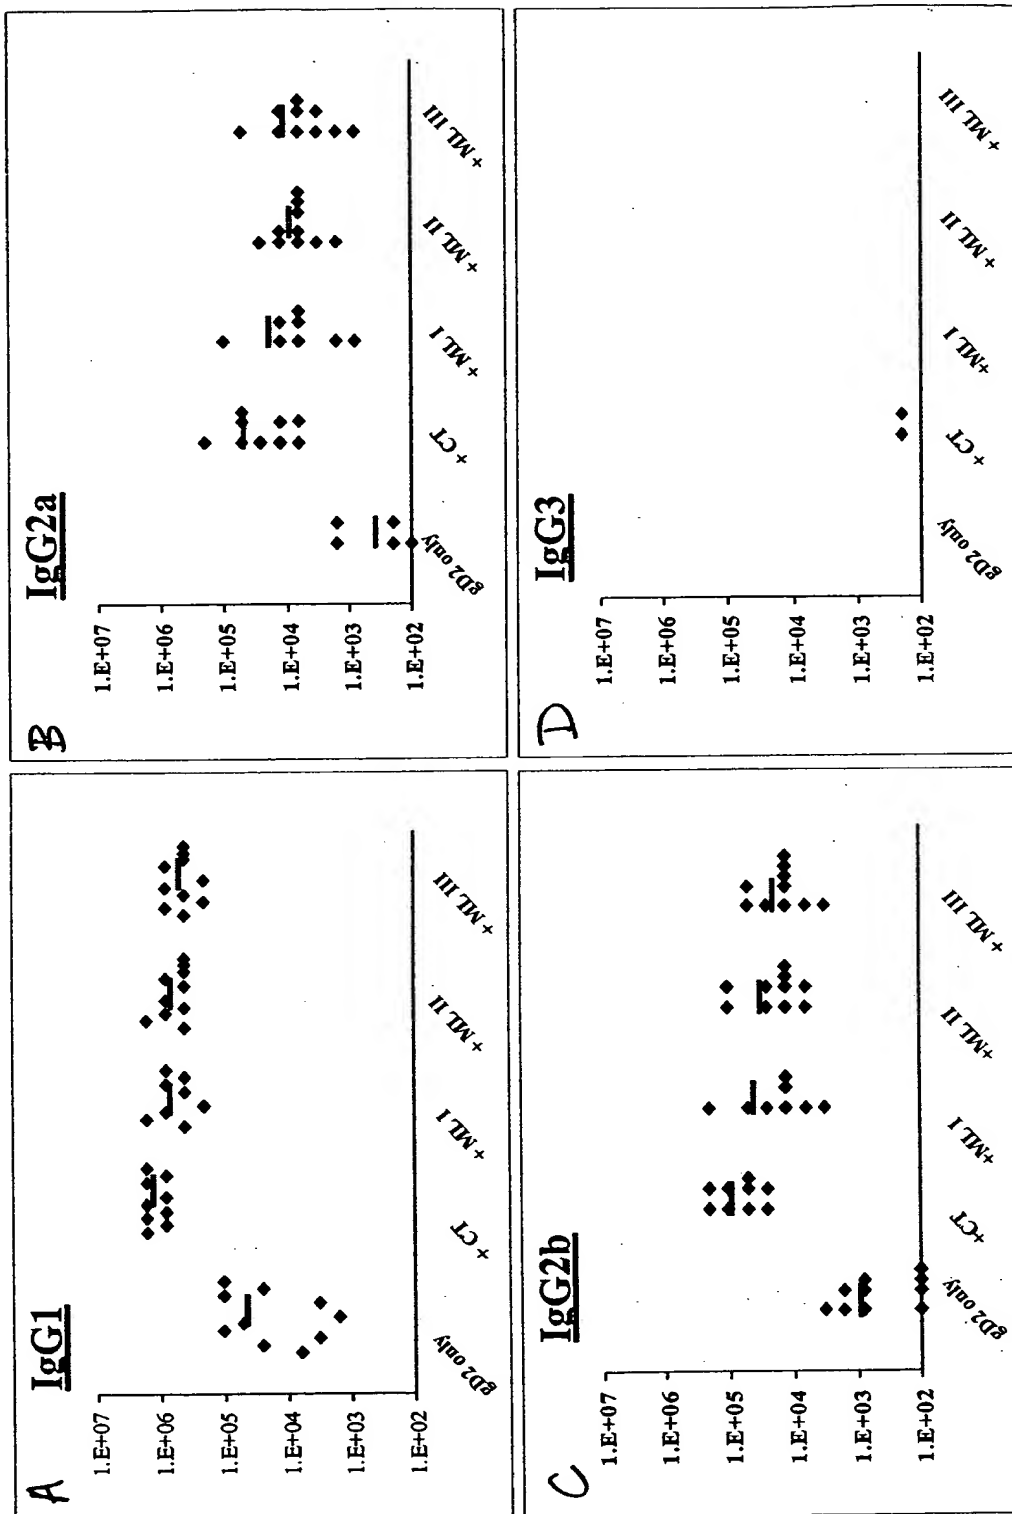 A
IgG1
1.E+07
1.E+06
1.E+05
1.E+04
1.E+03
1.E+02
gD2 only
+ CT
+ ML I
+ ML II
+ ML III
B
IgG2a
1.E+07
1.E+06
1.E+05
1.E+04
1.E+03
1.E+02
gD2 only
+ CT
+ ML I
+ ML II
+ ML III
C
IgG2b
1.E+07
1.E+06
1.E+05
1.E+04
1.E+03
1.E+02
gD2 only
+CT
+ML I
+ML II
+ ML III
D
IgG3
1.E+07
1.E+06
1.E+05
1.E+04
1.E+03
1.E+02
gD2 only
+ CT
+ML I
+ ML II
+ ML III